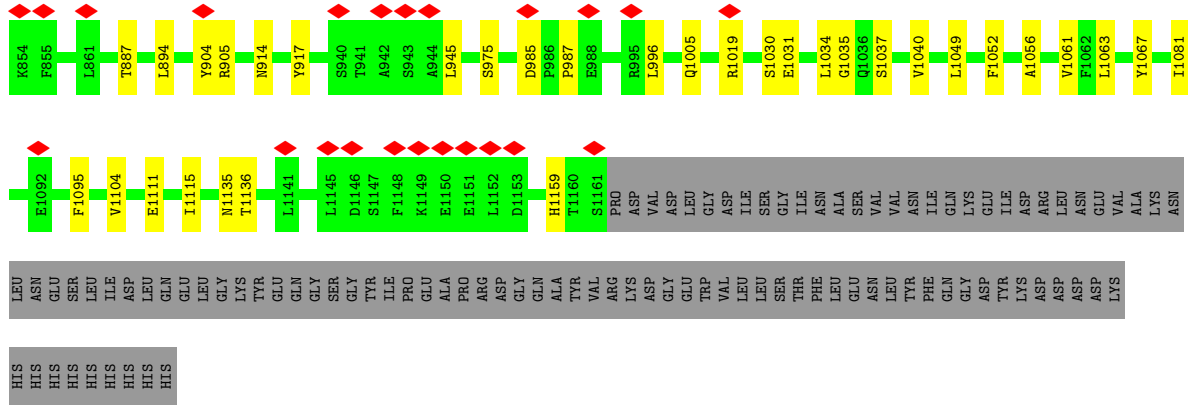 K854 F855 L861 T887 L894 Y904 R905 N914 Y917 S940 T941 A942 S943 A944 L945 S975 D985 P986 P987 E988 R995 L996 Q1005 R1019 S1030 E1031 L1034 G1035 Q1036 S1037 V1040 L1049 F1052 A1056 V1061 F1062 L1063 Y1067 I1081
E1092 F1095 V1104 E1111 I1115 N1135 T1136 L1141 L1145 D1146 S1147 F1148 K1149 E1150 E1151 L1152 D1153 H1159 T1160 S1161 PRO ASP VAL ASP LEU GLY ASP ILE SER GLY ILE ASN ALA SER VAL VAL ASN ILE GLN LYS GLU ILE ASP ARG LEU ASN GLU VAL ALA LYS ASN
LEU ASN GLU SER LEU ILE ASP LEU GLN GLU LEU GLY LYS TYR GLU GLN GLY SER GLY TYR ILE PRO GLU ALA PRO ARG ASP GLY GLN ALA TYR VAL ARG LYS ASP GLY GLU TRP VAL LEU LEU SER THR PHE LEU GLU ASN LEU TYR PHE GLN GLY ASP TYR LYS ASP ASP ASP ASP LYS
HIS HIS HIS HIS HIS HIS HIS HIS HIS